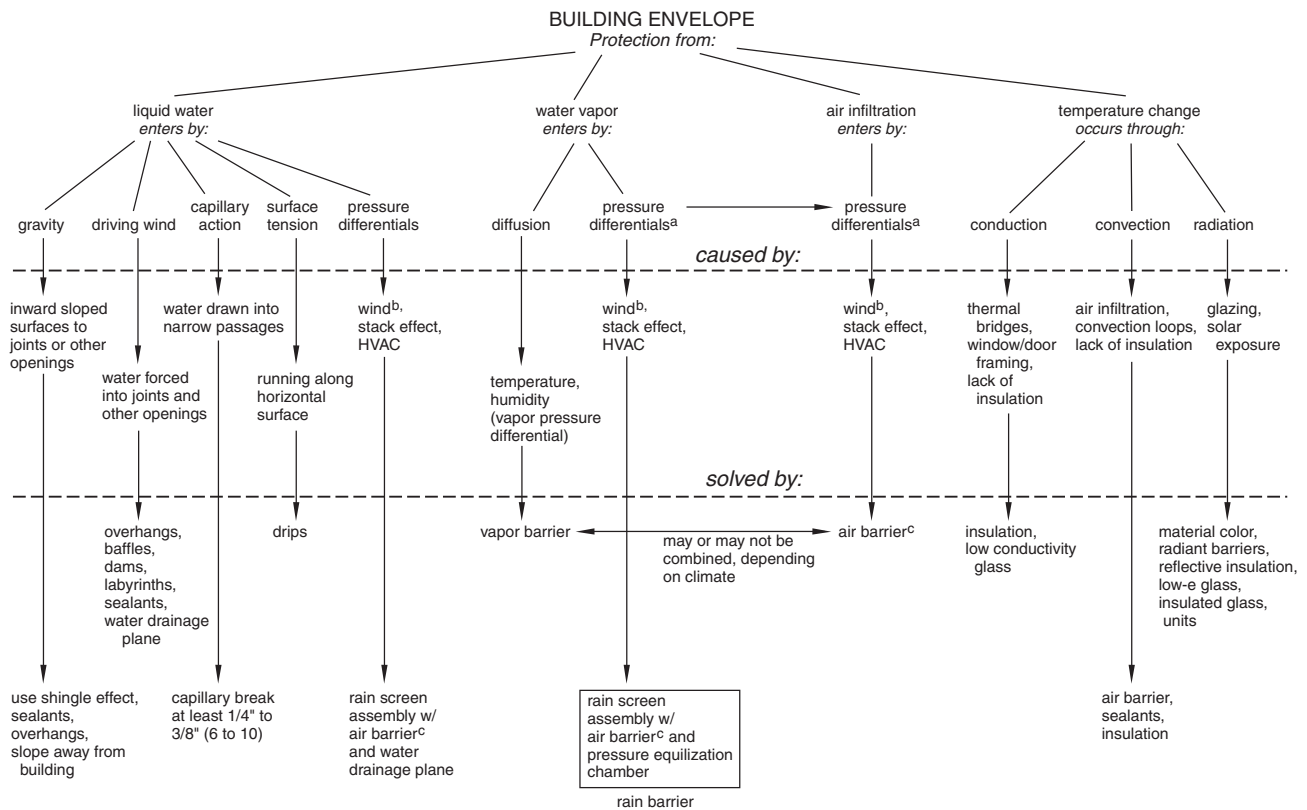 BUILDING ENVELOPE
Protection from:
liquid water
enters by:
water vapor
enters by:
air infiltration
enters by:
temperature change
occurs through:
gravity
driving wind
capillary
action
surface
tension
pressure
differentials
diffusion
pressure
differentialsᵃ
pressure
differentialsᵃ
conduction
convection
radiation
caused by:
inward sloped
surfaces to
joints or other
openings
water forced
into joints and
other openings
water drawn into
narrow passages
running along
horizontal
surface
windᵇ,
stack effect,
HVAC
temperature,
humidity
(vapor pressure
differential)
windᵇ,
stack effect,
HVAC
windᵇ,
stack effect,
HVAC
thermal
bridges,
window/door
framing,
lack of
insulation
air infiltration,
convection loops,
lack of insulation
glazing,
solar
exposure
solved by:
overhangs,
baffles,
dams,
labyrinths,
sealants,
water drainage
plane
drips
vapor barrier
may or may not be
combined, depending
on climate
air barrierᶜ
insulation,
low conductivity
glass
material color,
radiant barriers,
reflective insulation,
low-e glass,
insulated glass,
units
use shingle effect,
sealants,
overhangs,
slope away from
building
capillary break
at least 1/4" to
3/8" (6 to 10)
rain screen
assembly w/
air barrierᶜ
and water
drainage plane
rain screen
assembly w/
air barrierᶜ and
pressure equilization
chamber
rain barrier
air barrier,
sealants,
insulation